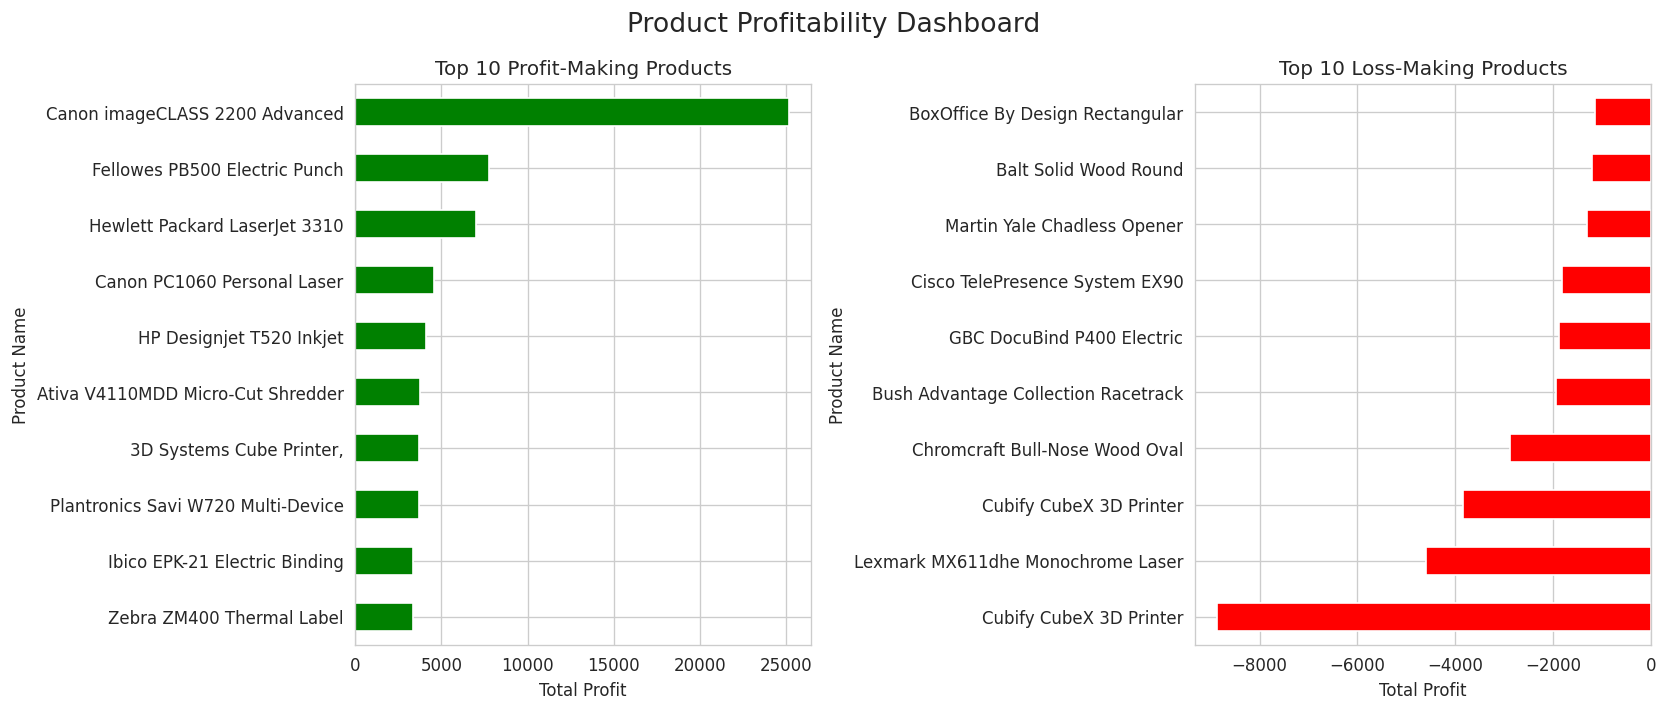 Product Profitability Dashboard
Top 10 Profit-Making Products
Product Name
Canon imageCLASS 2200 Advanced
Fellowes PB500 Electric Punch
Hewlett Packard LaserJet 3310
Canon PC1060 Personal Laser
HP Designjet T520 Inkjet
Ativa V4110MDD Micro-Cut Shredder
3D Systems Cube Printer,
Plantronics Savi W720 Multi-Device
Ibico EPK-21 Electric Binding
Zebra ZM400 Thermal Label
0 5000 10000 15000 20000 25000
Total Profit
Top 10 Loss-Making Products
Product Name
BoxOffice By Design Rectangular
Balt Solid Wood Round
Martin Yale Chadless Opener
Cisco TelePresence System EX90
GBC DocuBind P400 Electric
Bush Advantage Collection Racetrack
Chromcraft Bull-Nose Wood Oval
Cubify CubeX 3D Printer
Lexmark MX611dhe Monochrome Laser
Cubify CubeX 3D Printer
−8000 −6000 −4000 −2000 0
Total Profit